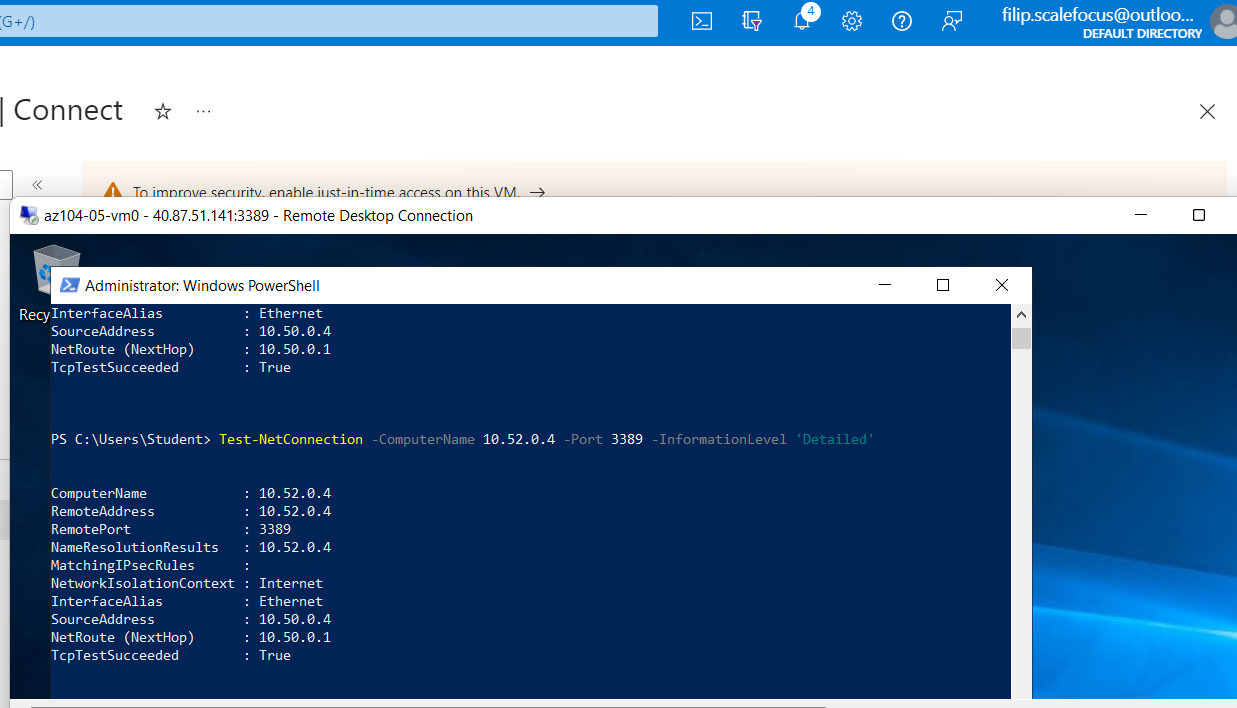 G+/)
4
filip.scalefocus@outloo...
DEFAULT DIRECTORY
| Connect
To improve security, enable just-in-time access on this VM. →
az104-05-vm0 - 40.87.51.141:3389 - Remote Desktop Connection
Administrator: Windows PowerShell
Recy
InterfaceAlias : Ethernet
SourceAddress : 10.50.0.4
NetRoute (NextHop) : 10.50.0.1
TcpTestSucceeded : True
PS C:\Users\Student> Test-NetConnection -ComputerName 10.52.0.4 -Port 3389 -InformationLevel 'Detailed'
ComputerName : 10.52.0.4
RemoteAddress : 10.52.0.4
RemotePort : 3389
NameResolutionResults : 10.52.0.4
MatchingIPsecRules :
NetworkIsolationContext : Internet
InterfaceAlias : Ethernet
SourceAddress : 10.50.0.4
NetRoute (NextHop) : 10.50.0.1
TcpTestSucceeded : True